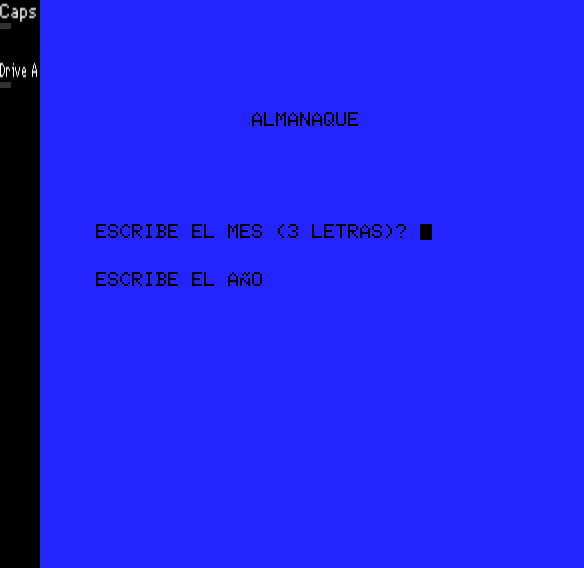 Caps
Drive A
ALMANAQUE
ESCRIBE EL MES (3 LETRAS)?
ESCRIBE EL AñO